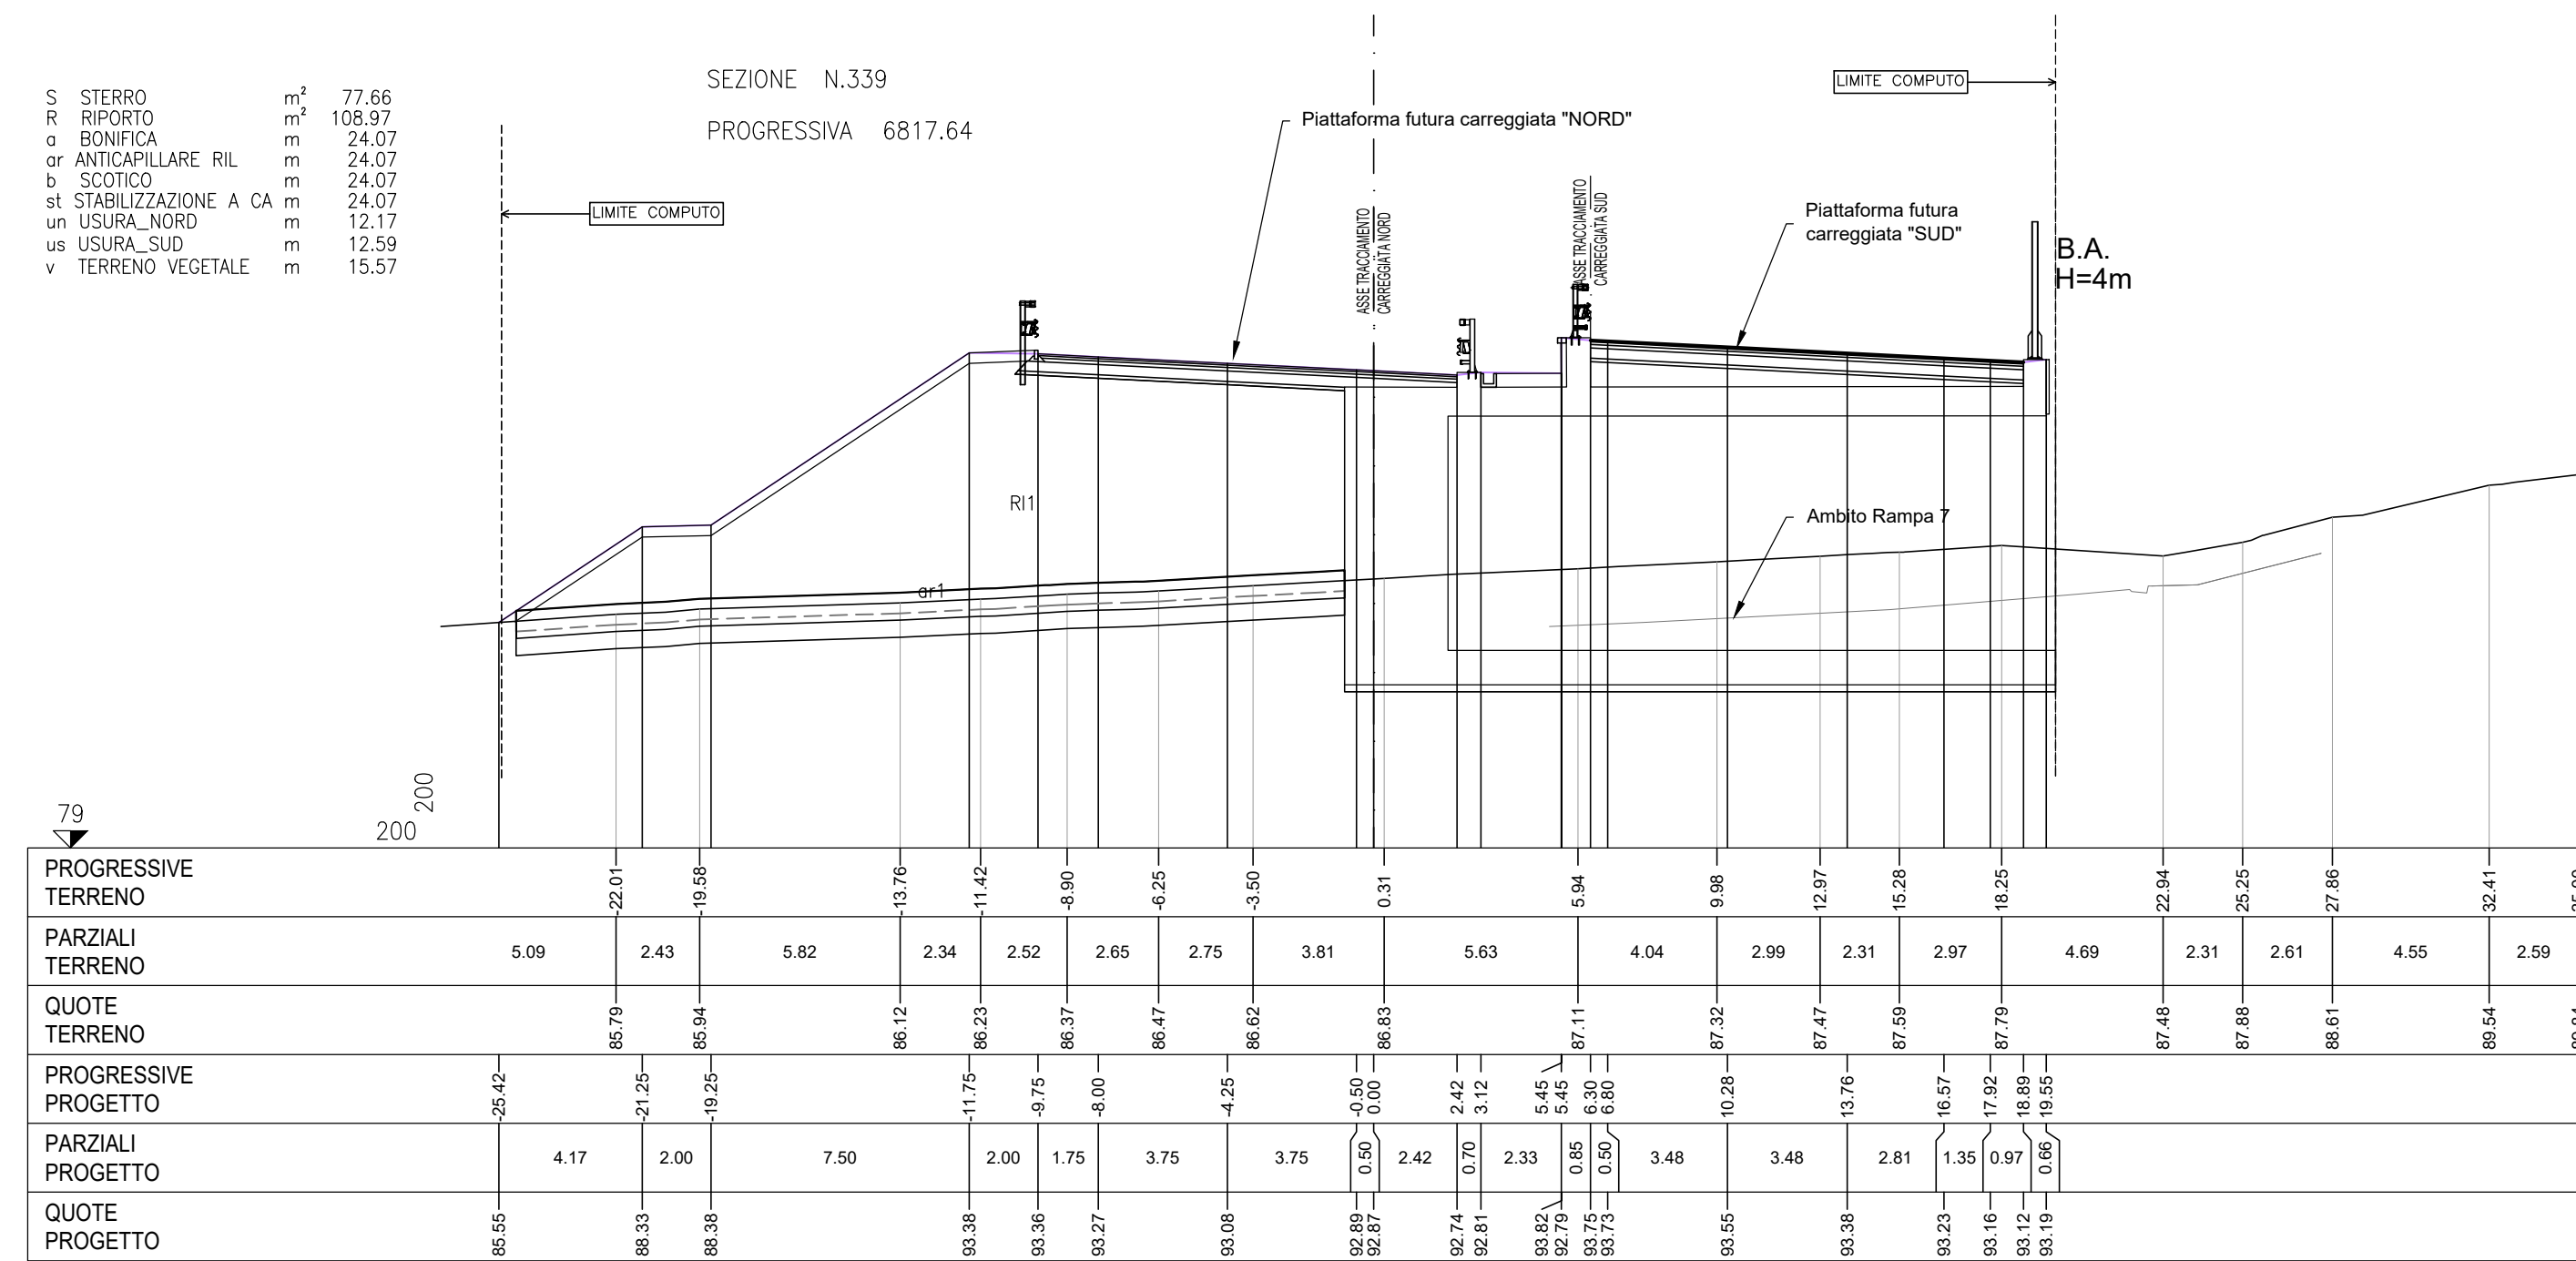 SEZIONE N.339
PROGRESSIVA 6817.64
S STERRO m² 77.66
R RIPORTO m² 108.97
a BONIFICA m 24.07
ar ANTICAPILLARE RIL m 24.07
b SCOTICO m 24.07
st STABILIZZAZIONE A CA m 24.07
un USURA_NORD m 12.17
us USURA_SUD m 12.59
v TERRENO VEGETALE m 15.57
LIMITE COMPUTO
Piattaforma futura carreggiata "NORD"
LIMITE COMPUTO
ASSE TRACCIAMENTO
CARREGGIATA NORD
ASSE TRACCIAMENTO
CARREGGIATA SUD
Piattaforma futura
carreggiata "SUD"
B.A.
H=4m
RI1
ar1
Ambito Rampa 7
79
200
200
PROGRESSIVE
TERRENO
-22.01 -19.58 -13.76 -11.42 -8.90 -6.25 -3.50 0.31 5.94 9.98 12.97 15.28 18.25 22.94 25.25 27.86 32.41
PARZIALI
TERRENO
5.09 2.43 5.82 2.34 2.52 2.65 2.75 3.81 5.63 4.04 2.99 2.31 2.97 4.69 2.31 2.61 4.55 2.59
QUOTE
TERRENO
85.79 85.94 86.12 86.23 86.37 86.47 86.62 86.83 87.11 87.32 87.47 87.59 87.79 87.48 87.88 88.61 89.54
PROGRESSIVE
PROGETTO
-25.42 -21.25 -19.25 -11.75 -9.75 -8.00 -4.25 -0.50 0.00 2.42 3.12 5.45 5.45 6.30 6.80 10.28 13.76 16.57 17.92 18.89 19.55
PARZIALI
PROGETTO
4.17 2.00 7.50 2.00 1.75 3.75 3.75 0.50 2.42 0.70 2.33 0.85 0.50 3.48 3.48 2.81 1.35 0.97 0.66
QUOTE
PROGETTO
85.55 88.33 88.38 93.38 93.36 93.27 93.08 92.89 92.87 92.74 92.81 93.82 92.79 93.75 93.73 93.55 93.38 93.23 93.16 93.12 93.19